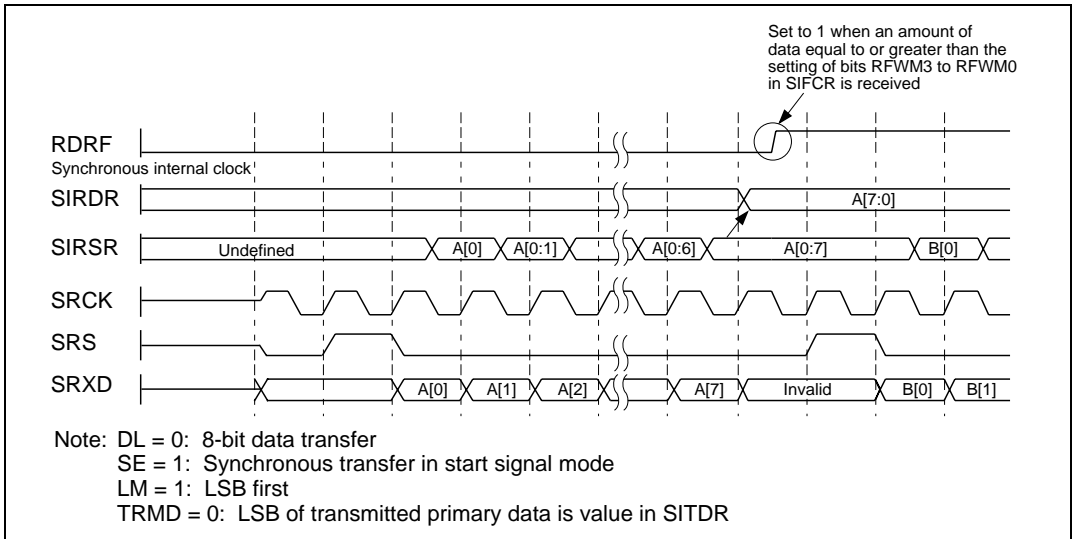 Set to 1 when an amount of
data equal to or greater than the
setting of bits RFWM3 to RFWM0
in SIFCR is received
RDRF
Synchronous internal clock
SIRDR
A[7:0]
SIRSR
Undefined
A[0]
A[0:1]
A[0:6]
A[0:7]
B[0]
SRCK
SRS
SRXD
A[0]
A[1]
A[2]
A[7]
Invalid
B[0]
B[1]
Note: DL = 0: 8-bit data transfer
SE = 1: Synchronous transfer in start signal mode
LM = 1: LSB first
TRMD = 0: LSB of transmitted primary data is value in SITDR